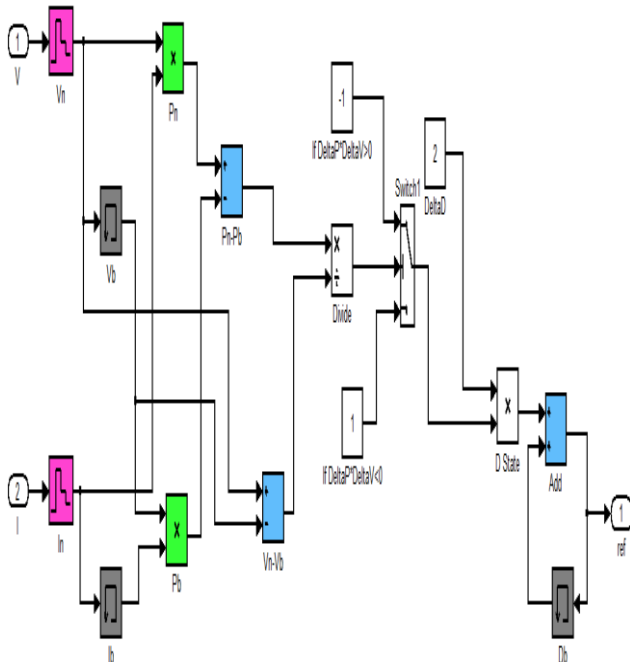 1
V
Vn
×
Pn
-1
If DeltaP*DeltaV>0
2
DeltaD
Switch1
+
-
Pn-Pb
Vb
×
÷
Divide
1
If DeltaP*DeltaV<0
×
D State
+
+
Add
1
ref
2
I
In
×
Pb
+
-
Vn-Vb
Ib
Db